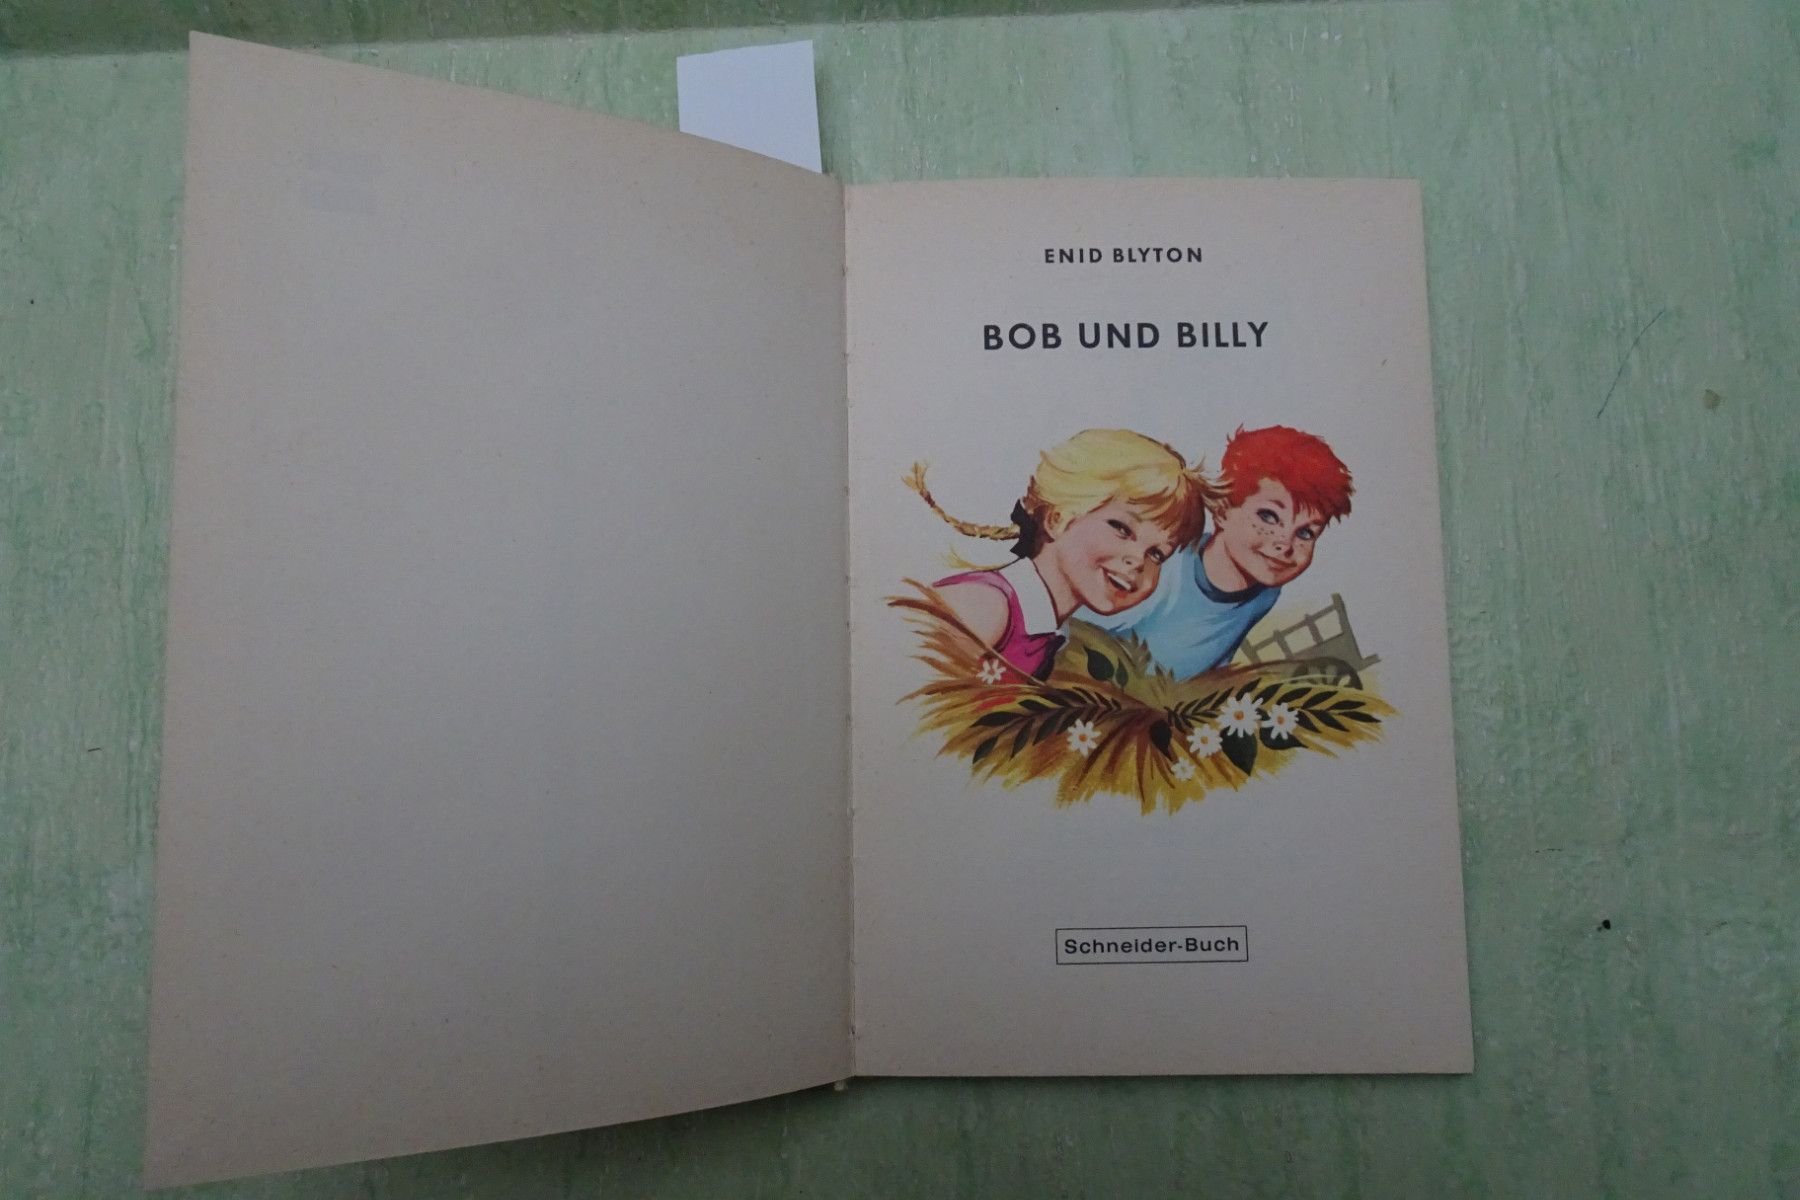 ENID BLYTON
BOB UND BILLY
Schneider-Buch